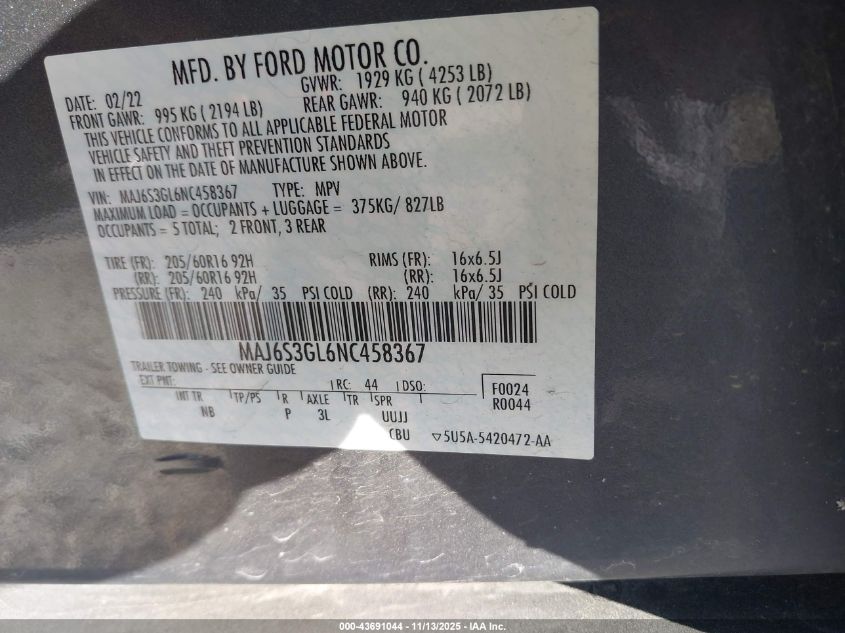 MFD. BY FORD MOTOR CO.
DATE: 02/22 GVWR: 1929 KG ( 4253 LB)
FRONT GAWR: 995 KG ( 2194 LB) REAR GAWR: 940 KG ( 2072 LB)
THIS VEHICLE CONFORMS TO ALL APPLICABLE FEDERAL MOTOR
VEHICLE SAFETY AND THEFT PREVENTION STANDARDS
IN EFFECT ON THE DATE OF MANUFACTURE SHOWN ABOVE.
VIN: MAJ6S3GL6NC458367 TYPE: MPV
MAXIMUM LOAD = OCCUPANTS + LUGGAGE = 375KG/ 827LB
OCCUPANTS = 5 TOTAL; 2 FRONT, 3 REAR
TIRE (FR): 205/60R16 92H RIMS (FR): 16x6.5J
(RR): 205/60R16 92H (RR): 16x6.5J
PRESSURE (FR): 240 kPa/ 35 PSI COLD (RR): 240 kPa/ 35 PSI COLD
MAJ6S3GL6NC458367
TRAILER TOWING - SEE OWNER GUIDE
EXT PNT: RC: 44 DSO: F0024
R0044
INT TR TP/PS R AXLE TR SPR
NB P 3L UUJJ
CBU ▽5U5A-5420472-AA
000-43691044 - 11/13/2025 - IAA Inc.